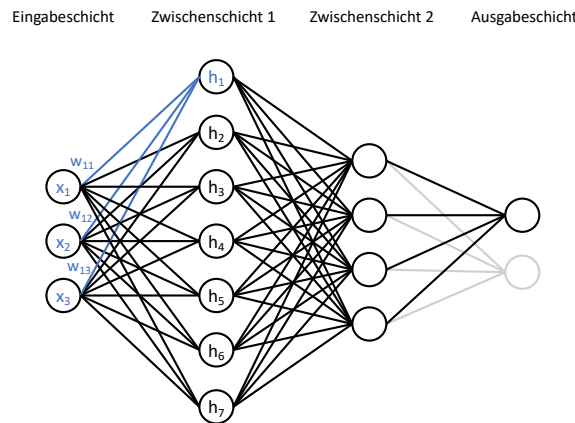 Eingabeschicht Zwischenschicht 1 Zwischenschicht 2 Ausgabeschicht
h₁
h₂
w₁₁
x₁
h₃
w₁₂
x₂
h₄
w₁₃
x₃
h₅
h₆
h₇